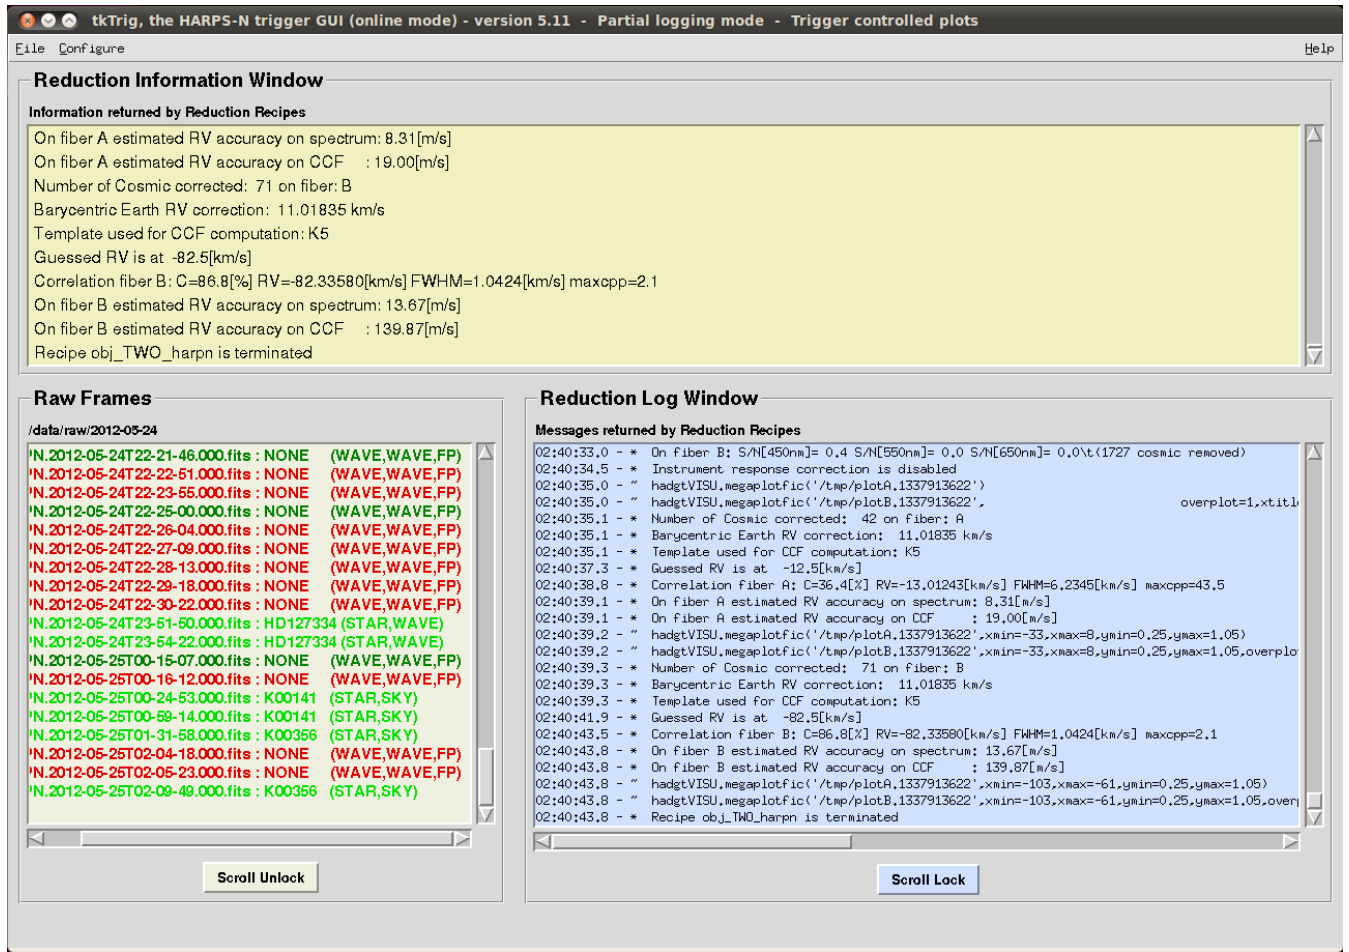 tkTrig, the HARPS-N trigger GUI (online mode) - version 5.11  -  Partial logging mode  -  Trigger controlled plots
File  Configure  Help
Reduction Information Window
Information returned by Reduction Recipes
On fiber A estimated RV accuracy on spectrum: 8.31[m/s]
On fiber A estimated RV accuracy on CCF    : 19.00[m/s]
Number of Cosmic corrected:  71 on fiber: B
Barycentric Earth RV correction:  11.01835 km/s
Template used for CCF computation: K5
Guessed RV is at  -82.5[km/s]
Correlation fiber B: C=86.8[%] RV=-82.33580[km/s] FWHM=1.0424[km/s] maxcpp=2.1
On fiber B estimated RV accuracy on spectrum: 13.67[m/s]
On fiber B estimated RV accuracy on CCF    : 139.87[m/s]
Recipe obj_TWO_harpn is terminated
Raw Frames
/data/raw/2012-05-24
'N.2012-05-24T22-21-46.000.fits : NONE    (WAVE,WAVE,FP)
'N.2012-05-24T22-22-51.000.fits : NONE    (WAVE,WAVE,FP)
'N.2012-05-24T22-23-55.000.fits : NONE    (WAVE,WAVE,FP)
'N.2012-05-24T22-25-00.000.fits : NONE    (WAVE,WAVE,FP)
'N.2012-05-24T22-26-04.000.fits : NONE    (WAVE,WAVE,FP)
'N.2012-05-24T22-27-09.000.fits : NONE    (WAVE,WAVE,FP)
'N.2012-05-24T22-28-13.000.fits : NONE    (WAVE,WAVE,FP)
'N.2012-05-24T22-29-18.000.fits : NONE    (WAVE,WAVE,FP)
'N.2012-05-24T22-30-22.000.fits : NONE    (WAVE,WAVE,FP)
'N.2012-05-24T23-51-50.000.fits : HD127334 (STAR,WAVE)
'N.2012-05-24T23-54-22.000.fits : HD127334 (STAR,WAVE)
'N.2012-05-25T00-15-07.000.fits : NONE    (WAVE,WAVE,FP)
'N.2012-05-25T00-16-12.000.fits : NONE    (WAVE,WAVE,FP)
'N.2012-05-25T00-24-53.000.fits : K00141  (STAR,SKY)
'N.2012-05-25T00-59-14.000.fits : K00141  (STAR,SKY)
'N.2012-05-25T01-31-58.000.fits : K00356  (STAR,SKY)
'N.2012-05-25T02-04-18.000.fits : NONE    (WAVE,WAVE,FP)
'N.2012-05-25T02-05-23.000.fits : NONE    (WAVE,WAVE,FP)
'N.2012-05-25T02-09-49.000.fits : K00356  (STAR,SKY)
Scroll Unlock
Reduction Log Window
Messages returned by Reduction Recipes
02:40:33.0 - *  On fiber B: S/N[450nm]= 0.4 S/N[550nm]= 0.0 S/N[650nm]= 0.0\t(1727 cosmic removed)
02:40:34.5 - *  Instrument response correction is disabled
02:40:35.0 - ~  hadgtVISU.megaplotfic('/tmp/plotA.1337913622')
02:40:35.0 - ~  hadgtVISU.megaplotfic('/tmp/plotB.1337913622',                          overplot=1,xtitl
02:40:35.1 - *  Number of Cosmic corrected:  42 on fiber: A
02:40:35.1 - *  Barycentric Earth RV correction:  11.01835 km/s
02:40:35.1 - *  Template used for CCF computation: K5
02:40:37.3 - *  Guessed RV is at  -12.5[km/s]
02:40:38.8 - *  Correlation fiber A: C=36.4[%] RV=-13.01243[km/s] FWHM=6.2345[km/s] maxcpp=43.5
02:40:39.1 - *  On fiber A estimated RV accuracy on spectrum: 8.31[m/s]
02:40:39.1 - *  On fiber A estimated RV accuracy on CCF    : 19.00[m/s]
02:40:39.2 - ~  hadgtVISU.megaplotfic('/tmp/plotA.1337913622',xmin=-33,xmax=8,ymin=0.25,ymax=1.05)
02:40:39.2 - ~  hadgtVISU.megaplotfic('/tmp/plotB.1337913622',xmin=-33,xmax=8,ymin=0.25,ymax=1.05,overplo
02:40:39.3 - *  Number of Cosmic corrected:  71 on fiber: B
02:40:39.3 - *  Barycentric Earth RV correction:  11.01835 km/s
02:40:39.3 - *  Template used for CCF computation: K5
02:40:41.9 - *  Guessed RV is at  -82.5[km/s]
02:40:43.5 - *  Correlation fiber B: C=86.8[%] RV=-82.33580[km/s] FWHM=1.0424[km/s] maxcpp=2.1
02:40:43.8 - *  On fiber B estimated RV accuracy on spectrum: 13.67[m/s]
02:40:43.8 - *  On fiber B estimated RV accuracy on CCF    : 139.87[m/s]
02:40:43.8 - ~  hadgtVISU.megaplotfic('/tmp/plotA.1337913622',xmin=-103,xmax=-61,ymin=0.25,ymax=1.05)
02:40:43.8 - ~  hadgtVISU.megaplotfic('/tmp/plotB.1337913622',xmin=-103,xmax=-61,ymin=0.25,ymax=1.05,over
02:40:43.8 - *  Recipe obj_TWO_harpn is terminated
Scroll Lock